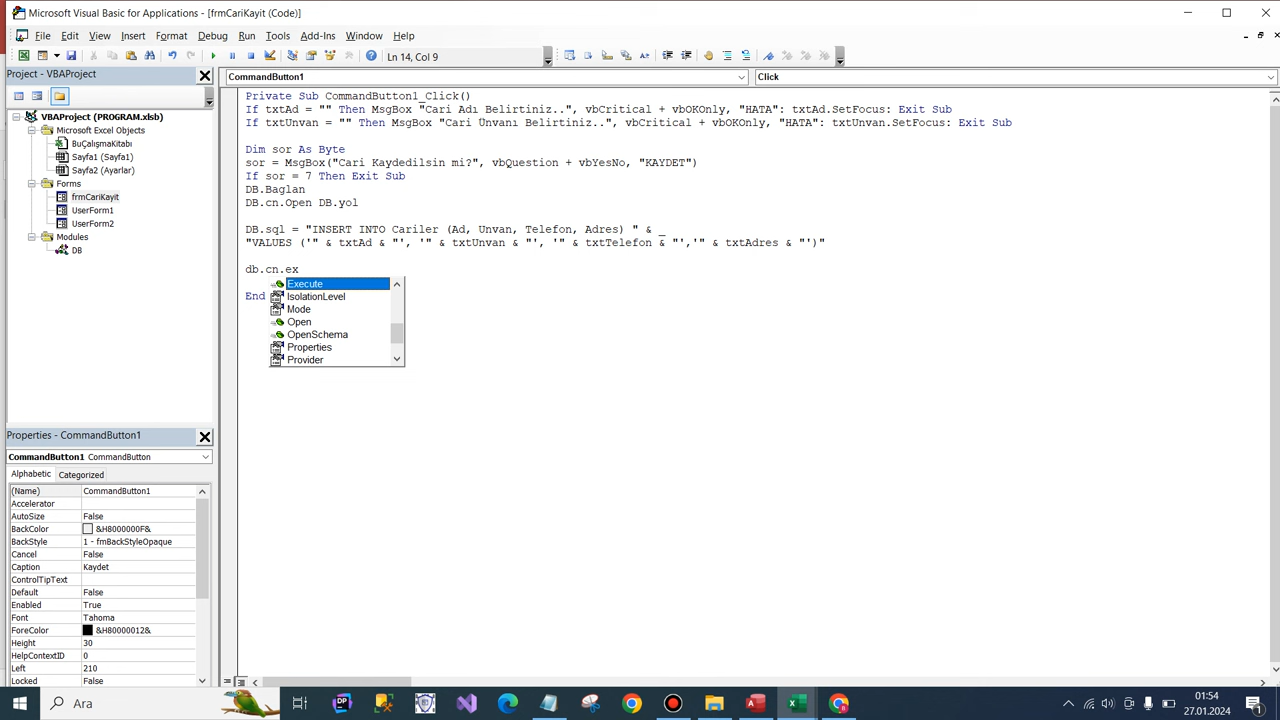 Microsoft Visual Basic for Applications - [frmCariKayit (Code)]
File Edit View Insert Format Debug Run Tools Add-Ins Window Help
Ln 14, Col 9
Project - VBAProject
VBAProject (PROGRAM.xlsb)
Microsoft Excel Objects
BuÇalışmaKitabı
Sayfa1 (Sayfa1)
Sayfa2 (Ayarlar)
Forms
frmCariKayit
UserForm1
UserForm2
Modules
DB
Properties - CommandButton1
CommandButton1 CommandButton
Alphabetic Categorized
(Name) CommandButton1
Accelerator
AutoSize False
BackColor &H8000000F&
BackStyle 1 - fmBackStyleOpaque
Cancel False
Caption Kaydet
ControlTipText
Default False
Enabled True
Font Tahoma
ForeColor &H80000012&
Height 30
HelpContextID 0
Left 210
Locked False
CommandButton1 Click
Private Sub CommandButton1_Click()
If txtAd = "" Then MsgBox "Cari Adı Belirtiniz..", vbCritical + vbOKOnly, "HATA": txtAd.SetFocus: Exit Sub
If txtUnvan = "" Then MsgBox "Cari Unvanı Belirtiniz..", vbCritical + vbOKOnly, "HATA": txtUnvan.SetFocus: Exit Sub
Dim sor As Byte
sor = MsgBox("Cari Kaydedilsin mi?", vbQuestion + vbYesNo, "KAYDET")
If sor = 7 Then Exit Sub
DB.Baglan
DB.cn.Open DB.yol
DB.sql = "INSERT INTO Cariler (Ad, Unvan, Telefon, Adres) " & _
"VALUES ('" & txtAd & "', '" & txtUnvan & "', '" & txtTelefon & "','" & txtAdres & "')"
db.cn.ex
Execute
End
IsolationLevel
Mode
Open
OpenSchema
Properties
Provider
Ara
DP
01:54
27.01.2024
1